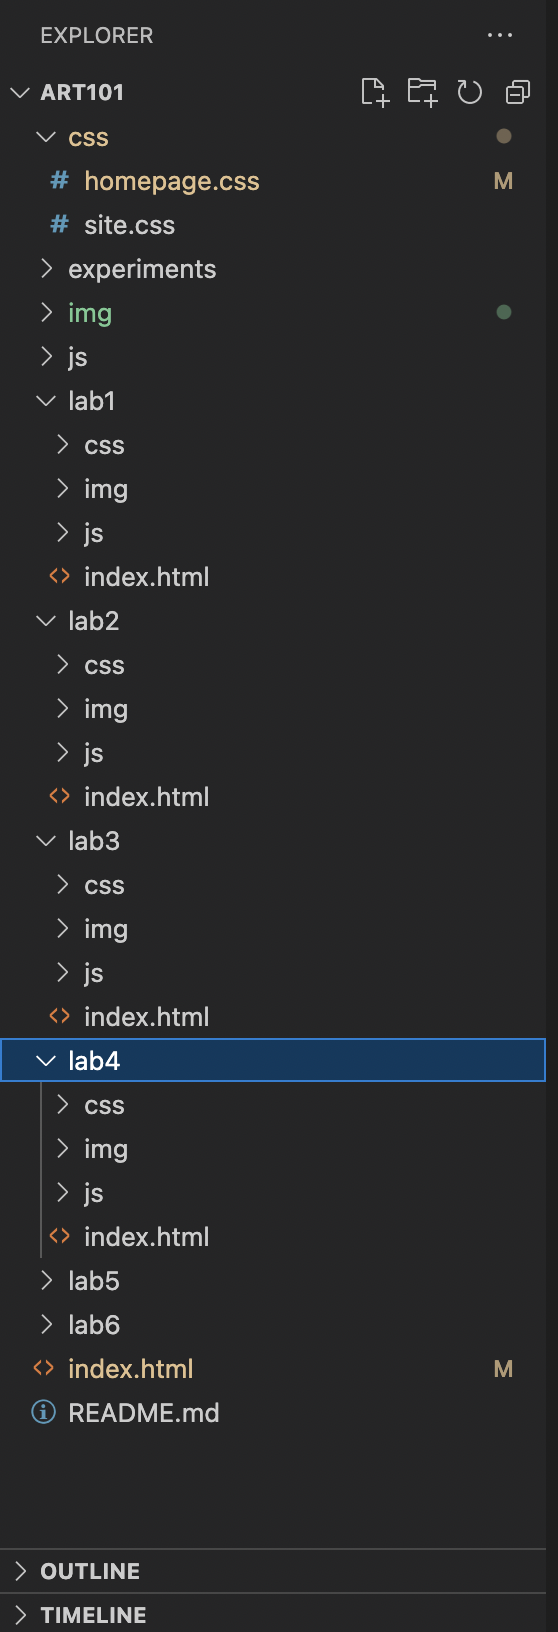 EXPLORER
ART101
css
# homepage.css M
# site.css
experiments
img
js
lab1
css
img
js
<> index.html
lab2
css
img
js
<> index.html
lab3
css
img
js
<> index.html
lab4
css
img
js
<> index.html
lab5
lab6
<> index.html M
README.md
OUTLINE
TIMELINE